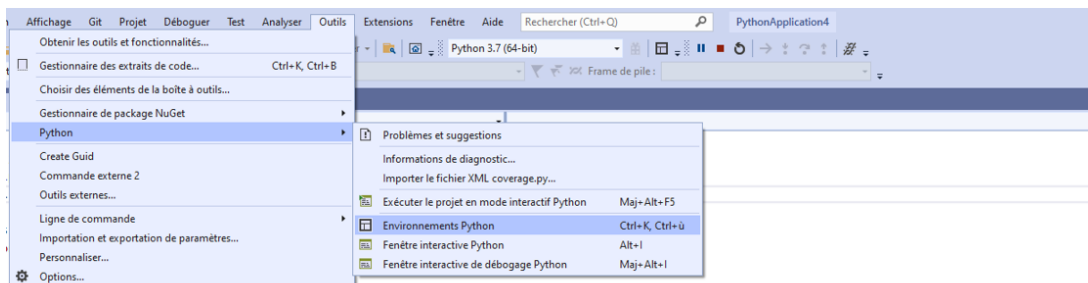 Affichage Git Projet Déboguer Test Analyser Outils Extensions Fenêtre Aide Rechercher (Ctrl+Q) PythonApplication4
Python 3.7 (64-bit)
Frame de pile :
Obtenir les outils et fonctionnalités...
Gestionnaire des extraits de code... Ctrl+K, Ctrl+B
Choisir des éléments de la boîte à outils...
Gestionnaire de package NuGet
Python
Create Guid
Commande externe 2
Outils externes...
Ligne de commande
Importation et exportation de paramètres...
Personnaliser...
Options...
Problèmes et suggestions
Informations de diagnostic...
Importer le fichier XML coverage.py...
Exécuter le projet en mode interactif Python Maj+Alt+F5
Environnements Python Ctrl+K, Ctrl+ù
Fenêtre interactive Python Alt+I
Fenêtre interactive de débogage Python Maj+Alt+I